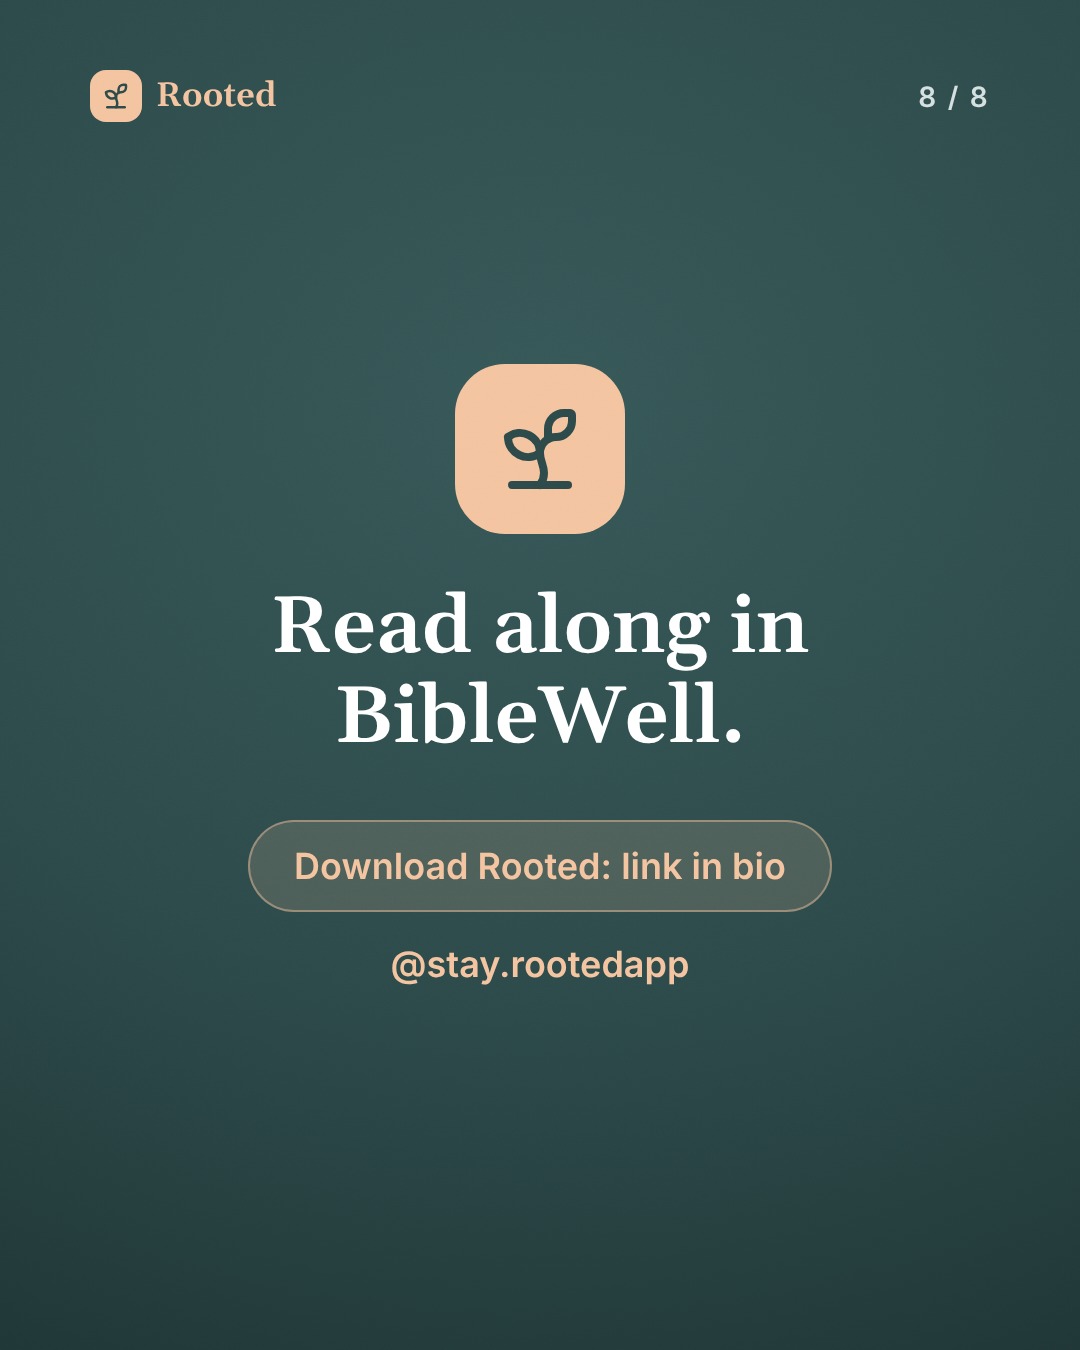 Rooted
8 / 8
Read along in
BibleWell.
Download Rooted: link in bio
@stay.rootedapp